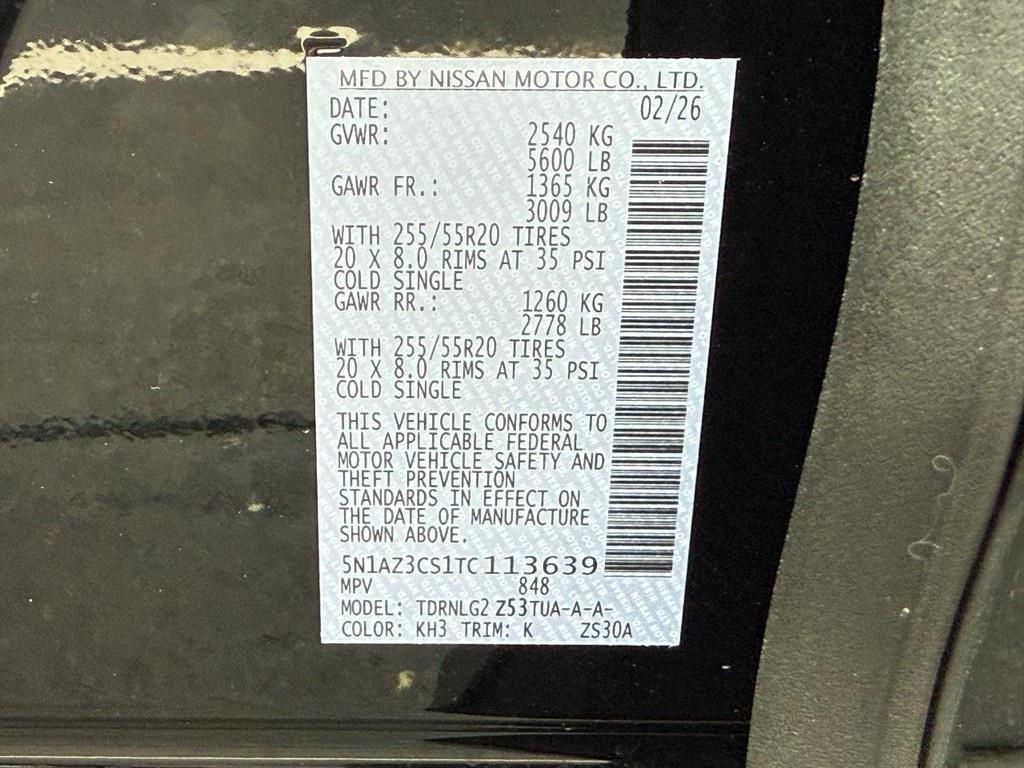 MFD BY NISSAN MOTOR CO., LTD.
DATE: 02/26
GVWR: 2540 KG
5600 LB
GAWR FR.: 1365 KG
3009 LB
WITH 255/55R20 TIRES
20 X 8.0 RIMS AT 35 PSI
COLD SINGLE
GAWR RR.: 1260 KG
2778 LB
WITH 255/55R20 TIRES
20 X 8.0 RIMS AT 35 PSI
COLD SINGLE
THIS VEHICLE CONFORMS TO
ALL APPLICABLE FEDERAL
MOTOR VEHICLE SAFETY AND
THEFT PREVENTION
STANDARDS IN EFFECT ON
THE DATE OF MANUFACTURE
SHOWN ABOVE.
5N1AZ3CS1TC113639
MPV 848
MODEL: TDRNLG2 Z53TUA-A-A-
COLOR: KH3 TRIM: K ZS30A